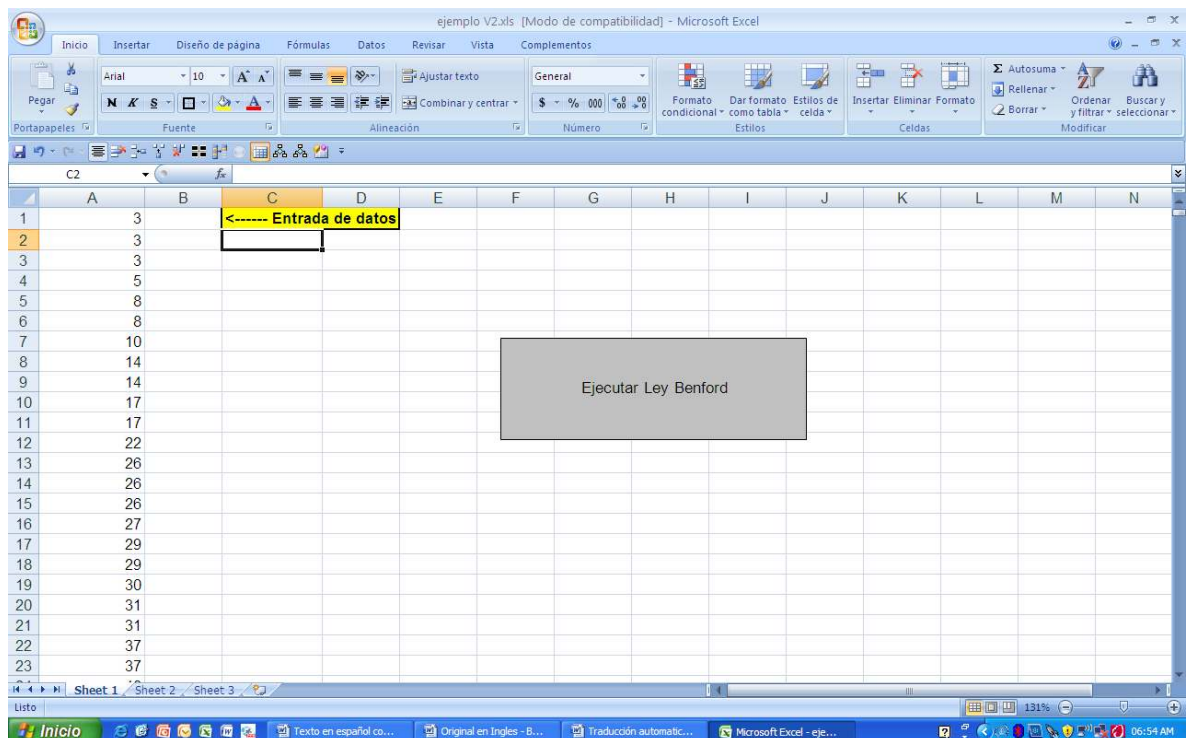 ejemplo V2.xls [Modo de compatibilidad] - Microsoft Excel
Inicio Insertar Diseño de página Fórmulas Datos Revisar Vista Complementos
Pegar
Portapapeles
Arial 10
N K S
Fuente
Ajustar texto
Combinar y centrar
Alineación
General
$ % 000
Número
Formato condicional
Dar formato como tabla
Estilos de celda
Estilos
Insertar Eliminar Formato
Celdas
Σ Autosuma
Rellenar
Borrar
Ordenar y filtrar
Buscar y seleccionar
Modificar
C2 fx
A B C D E F G H I J K L M N
1 3 <------ Entrada de datos
2 3
3 3
4 5
5 8
6 8
7 10
8 14
9 14
Ejecutar Ley Benford
10 17
11 17
12 22
13 26
14 26
15 26
16 27
17 29
18 29
19 30
20 31
21 31
22 37
23 37
Sheet 1 Sheet 2 Sheet 3
Listo 131%
Inicio Texto en español co... Original en Ingles - B... Traducción automatic... Microsoft Excel - eje... 06:54 AM